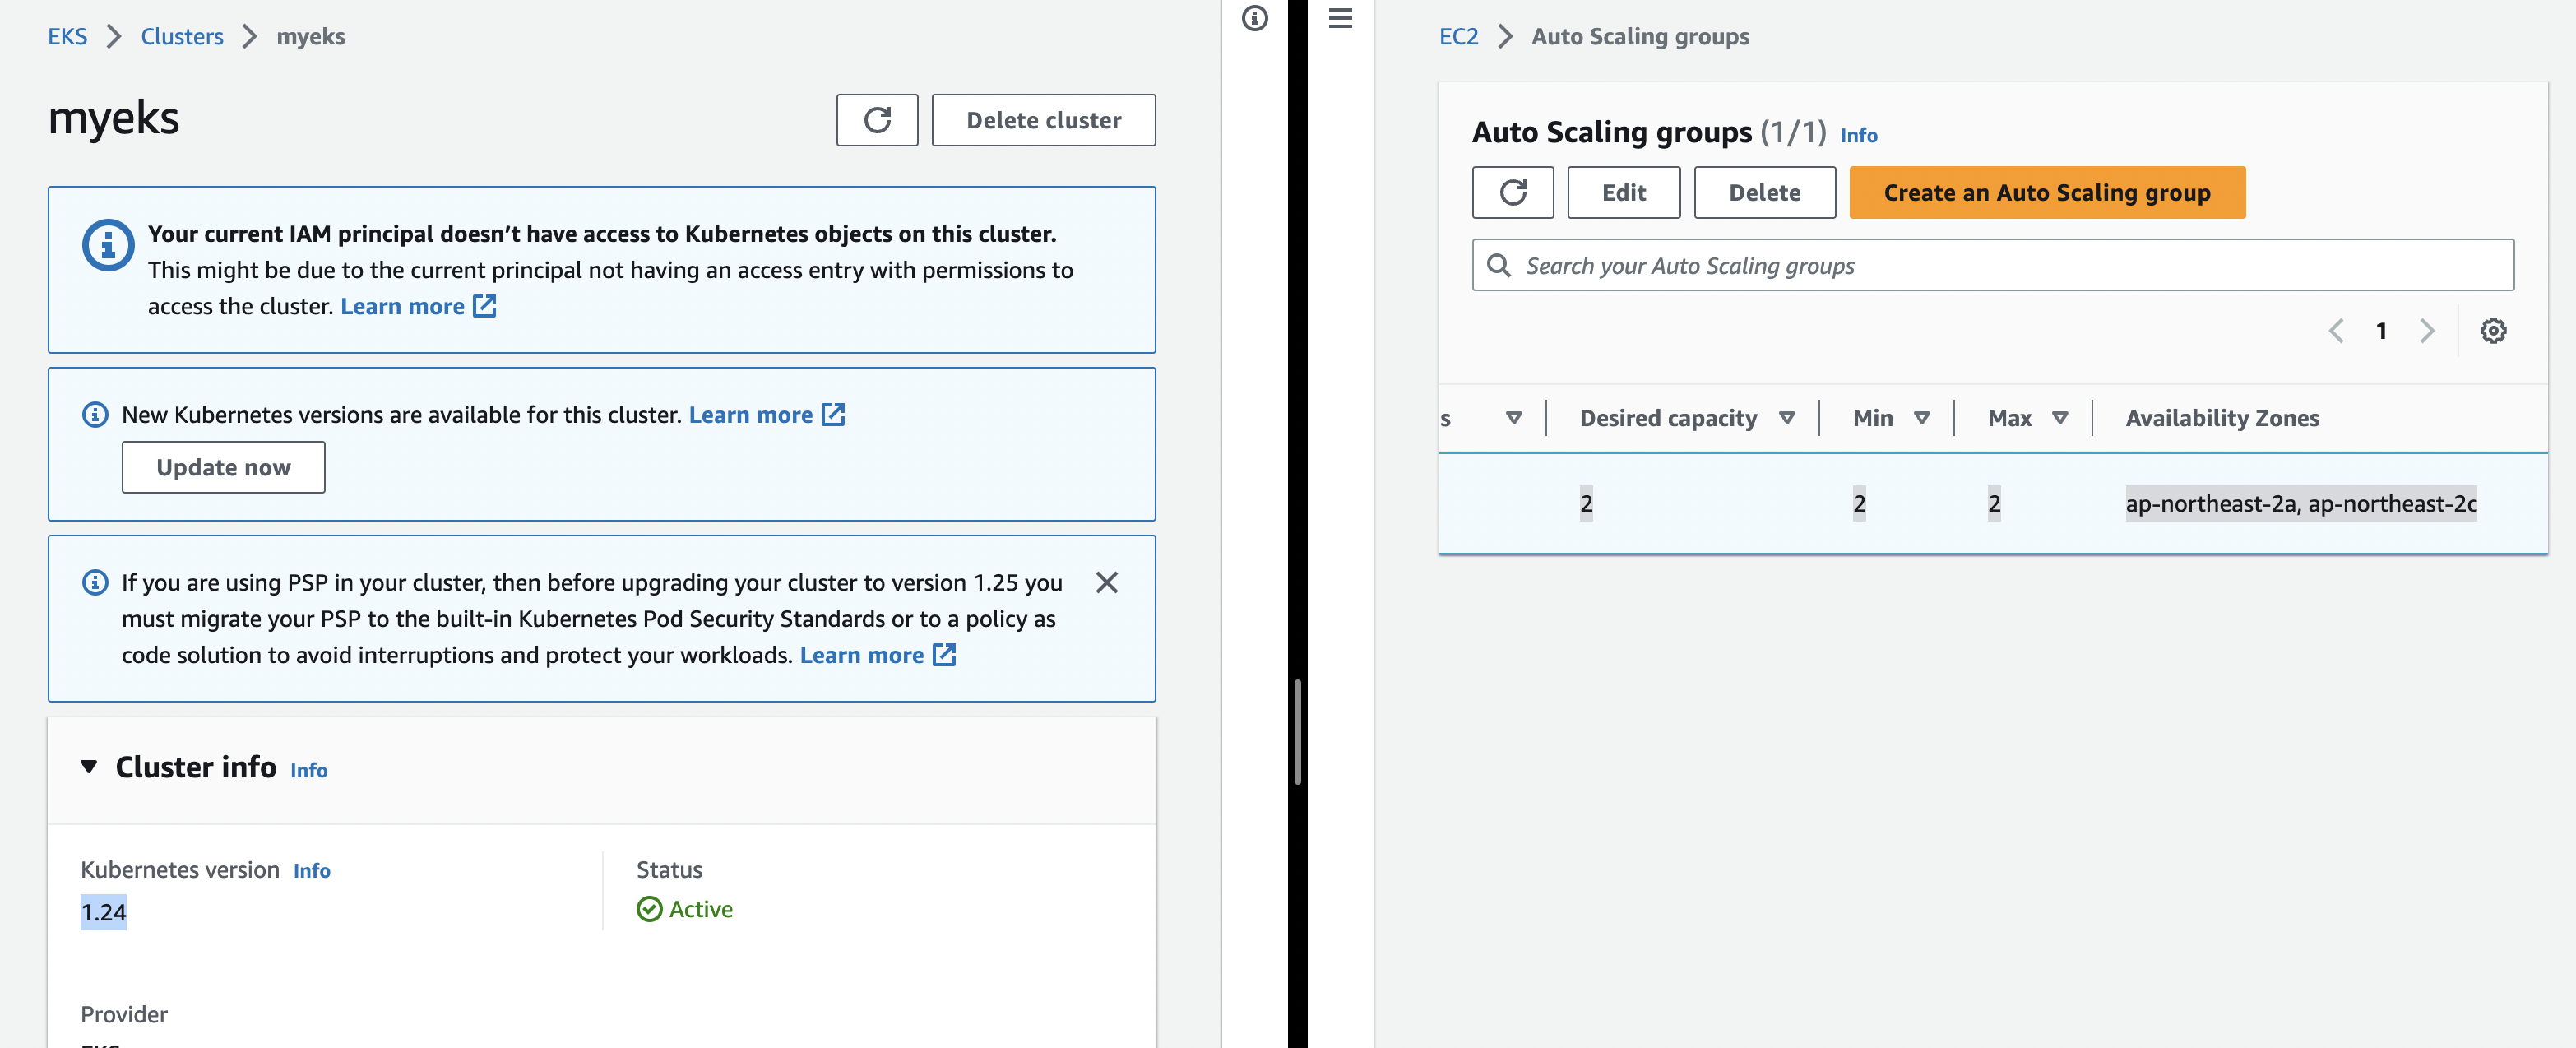 EKS > Clusters > myeks
myeks
Delete cluster
Your current IAM principal doesn’t have access to Kubernetes objects on this cluster.
This might be due to the current principal not having an access entry with permissions to
access the cluster. Learn more
New Kubernetes versions are available for this cluster. Learn more
Update now
If you are using PSP in your cluster, then before upgrading your cluster to version 1.25 you
must migrate your PSP to the built-in Kubernetes Pod Security Standards or to a policy as
code solution to avoid interruptions and protect your workloads. Learn more
Cluster info Info
Kubernetes version Info
1.24
Status
Active
Provider
EKS
EC2 > Auto Scaling groups
Auto Scaling groups (1/1) Info
Edit Delete Create an Auto Scaling group
Search your Auto Scaling groups
1
s Desired capacity Min Max Availability Zones
2 2 2 ap-northeast-2a, ap-northeast-2c